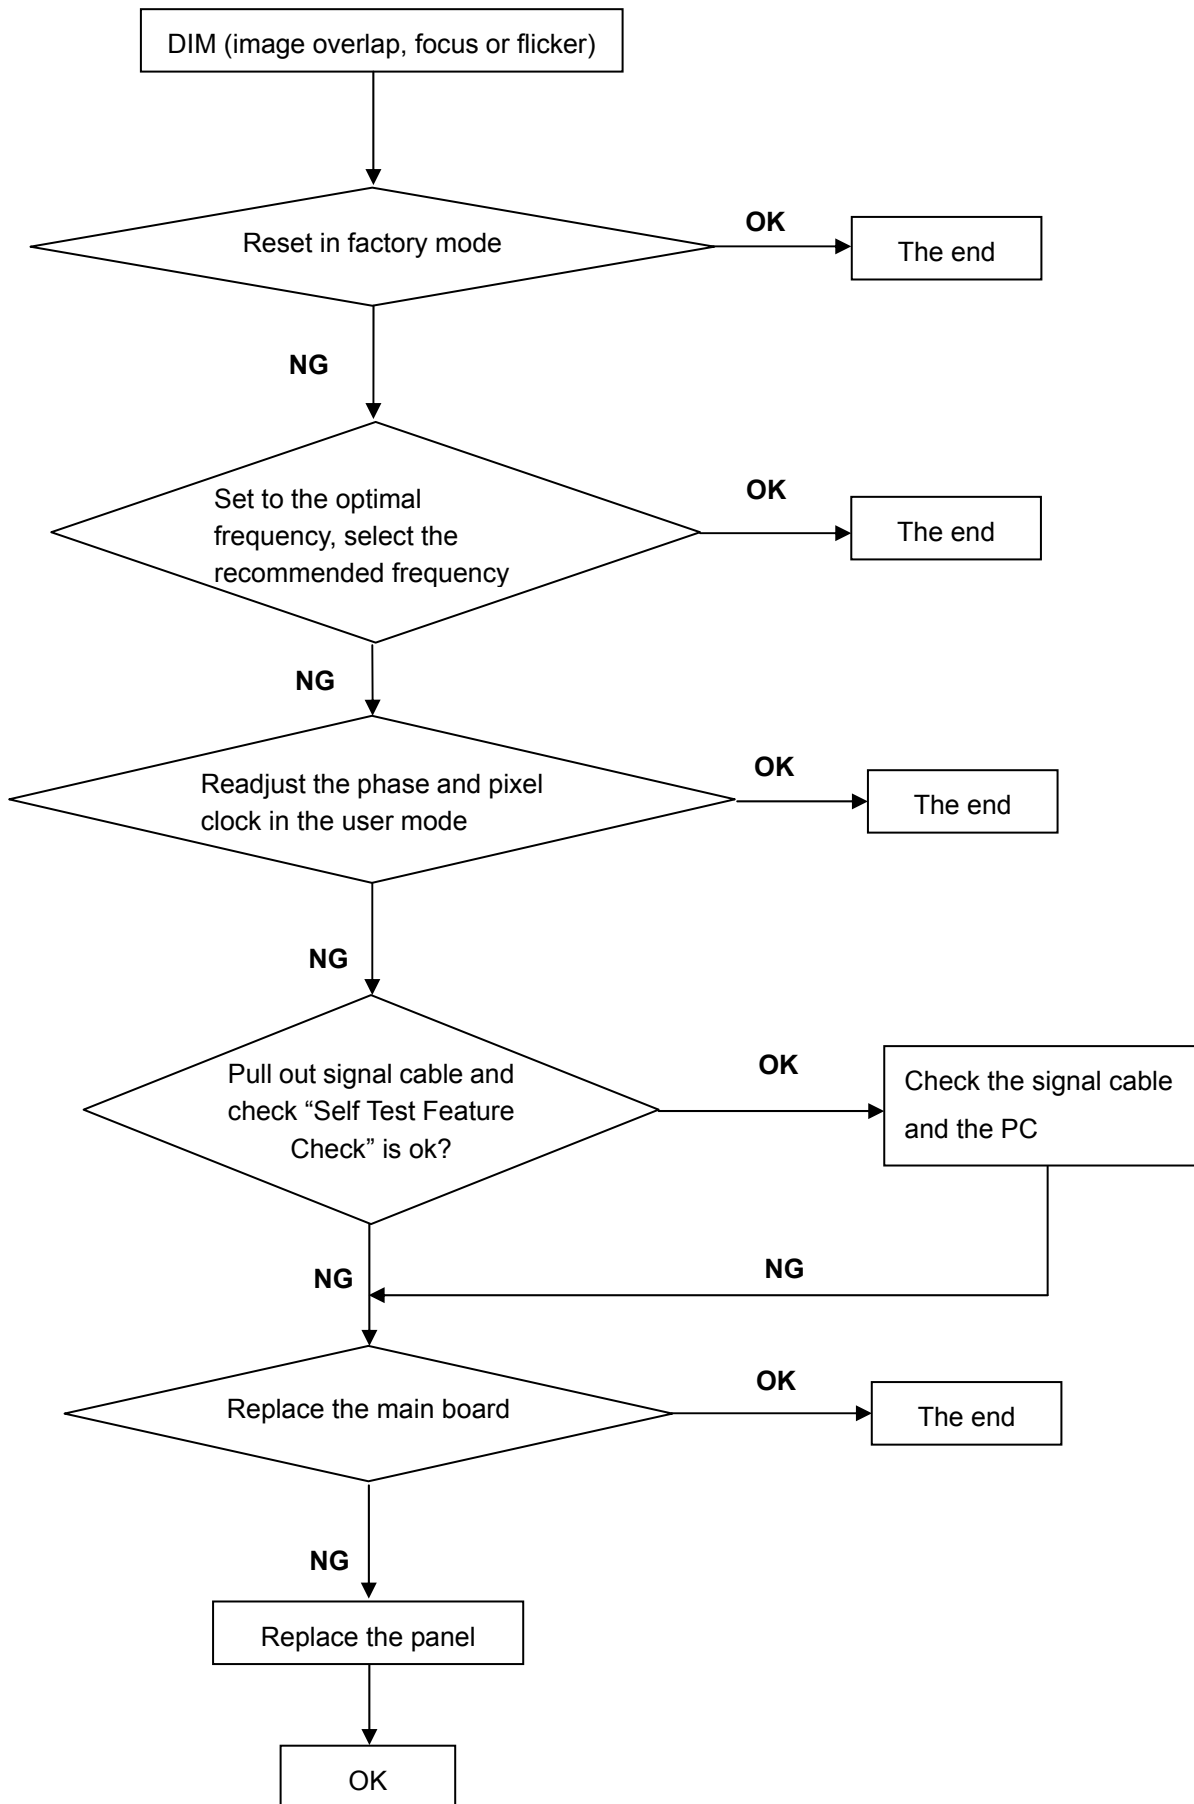 DIM (image overlap, focus or flicker)
Reset in factory mode
OK
The end
NG
Set to the optimal
frequency, select the
recommended frequency
OK
The end
NG
Readjust the phase and pixel
clock in the user mode
OK
The end
NG
Pull out signal cable and
check “Self Test Feature
Check” is ok?
OK
Check the signal cable
and the PC
NG
NG
Replace the main board
OK
The end
NG
Replace the panel
OK